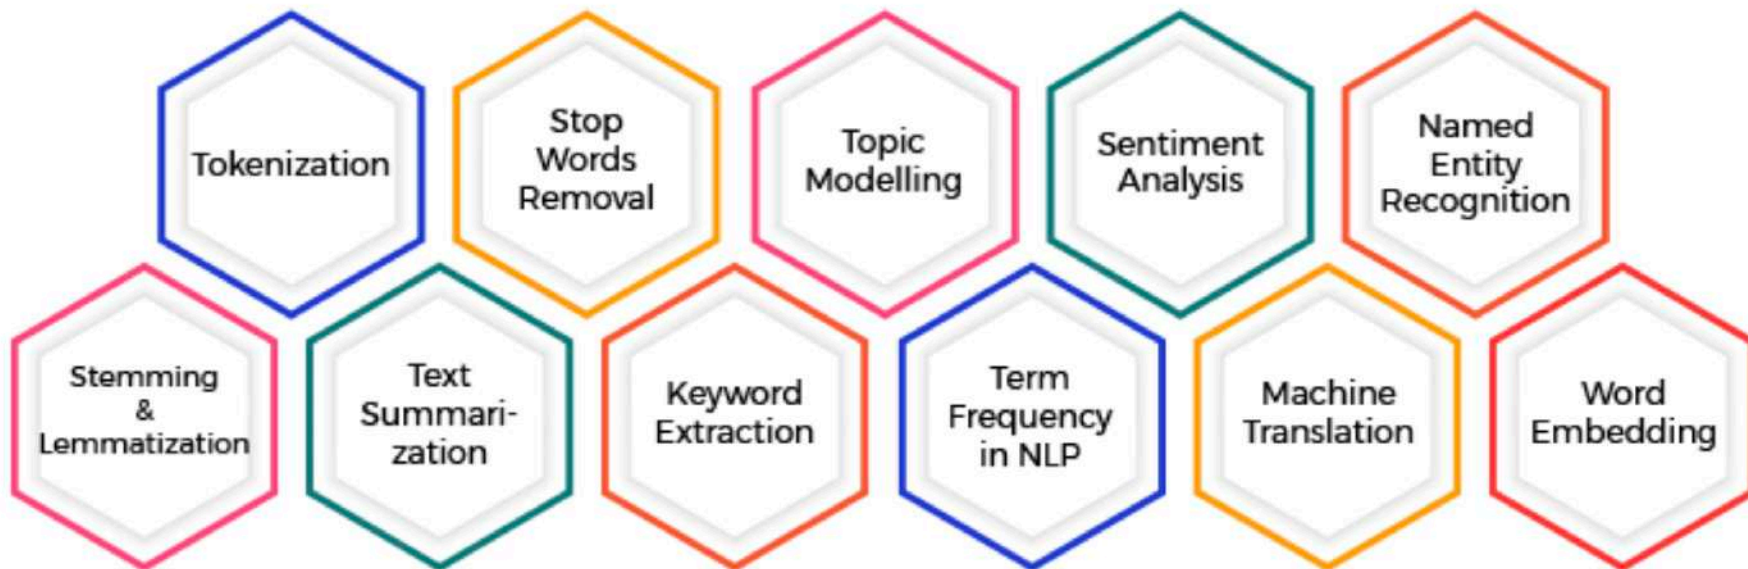 Tokenization
Stop
Words
Removal
Topic
Modelling
Sentiment
Analysis
Named
Entity
Recognition
Stemming
&
Lemmatization
Text
Summari-
zation
Keyword
Extraction
Term
Frequency
in NLP
Machine
Translation
Word
Embedding